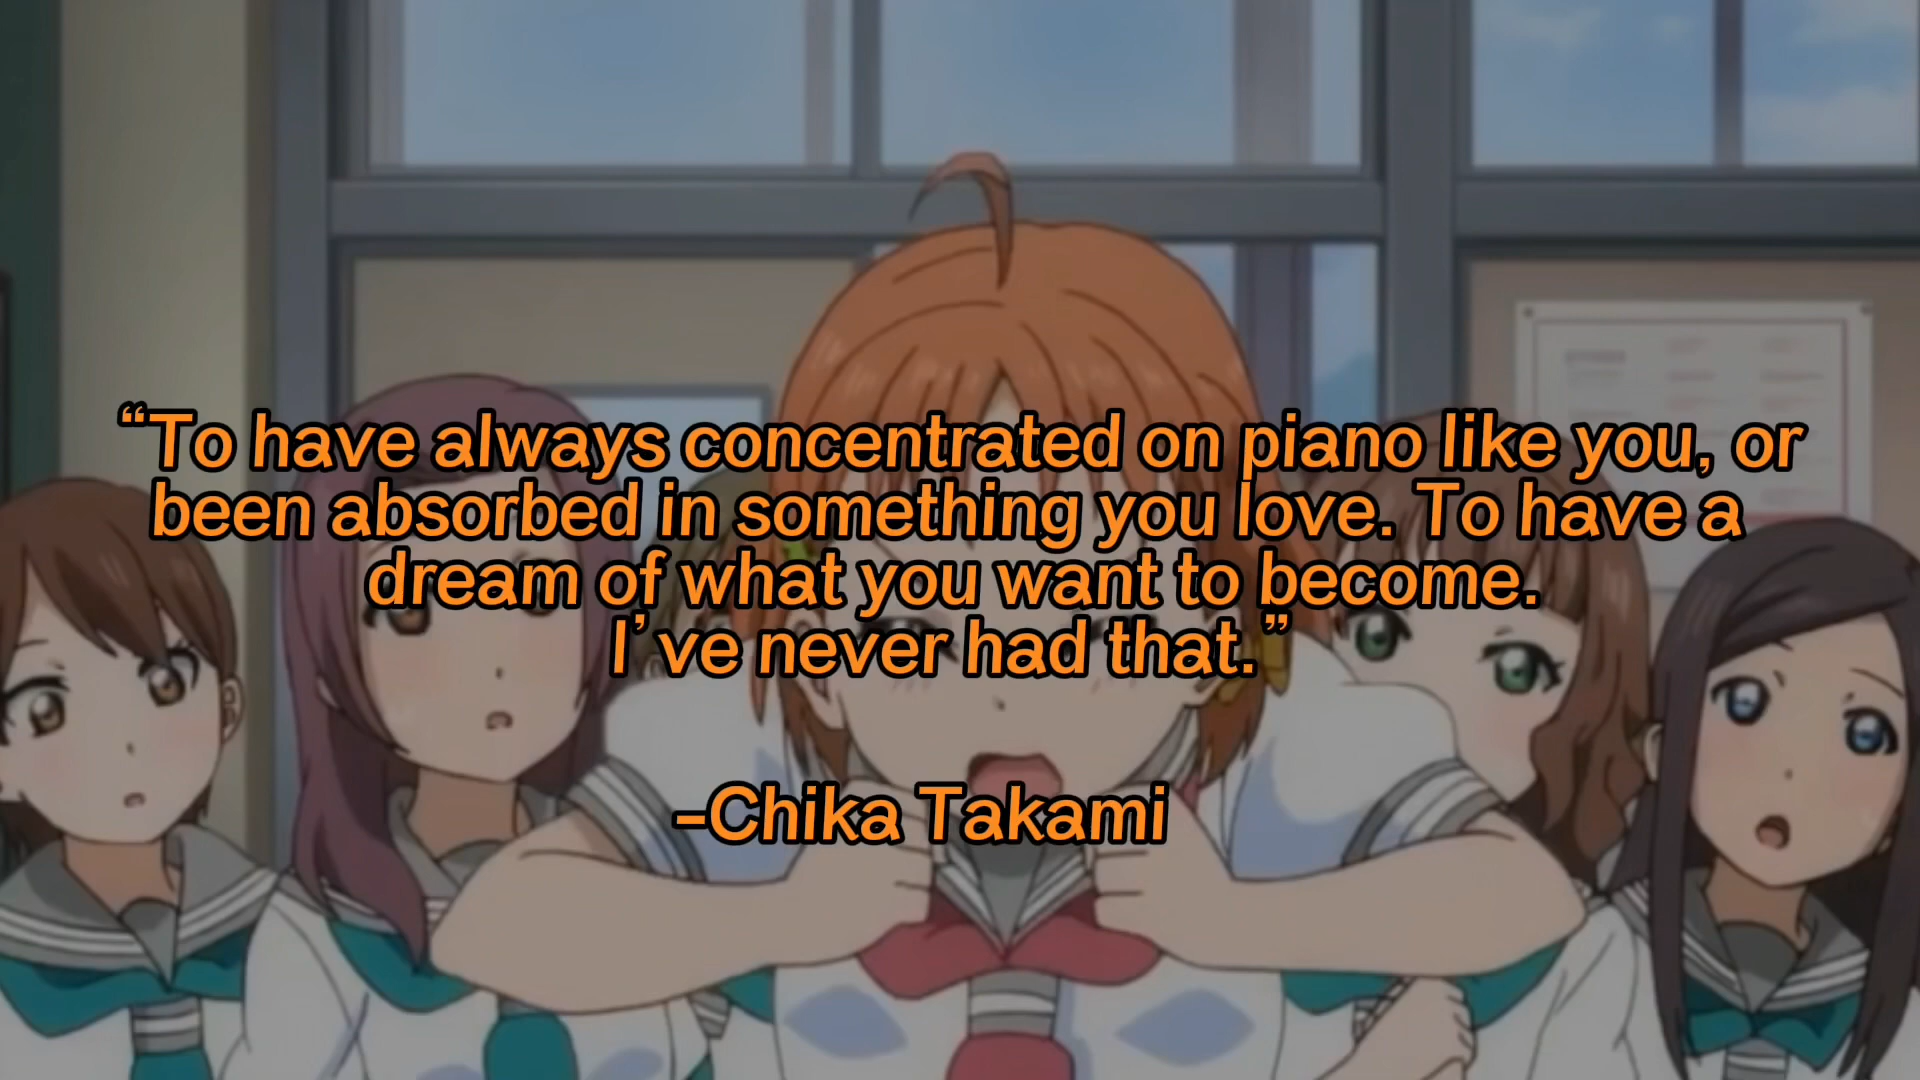 “To have always concentrated on piano like you, or
been absorbed in something you love. To have a
dream of what you want to become.
I’ve never had that.”
-Chika Takami